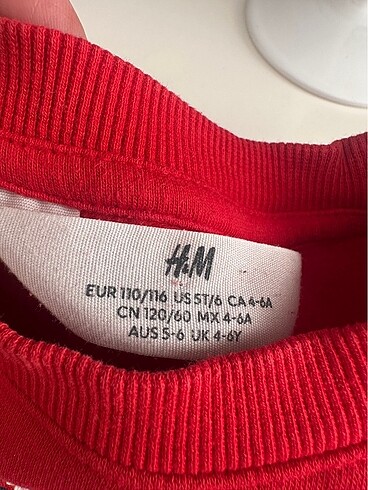 H&M
EUR 110/116 US 5T/6 CA 4-6A
CN 120/60 MX 4-6A
AUS 5-6 UK 4-6Y